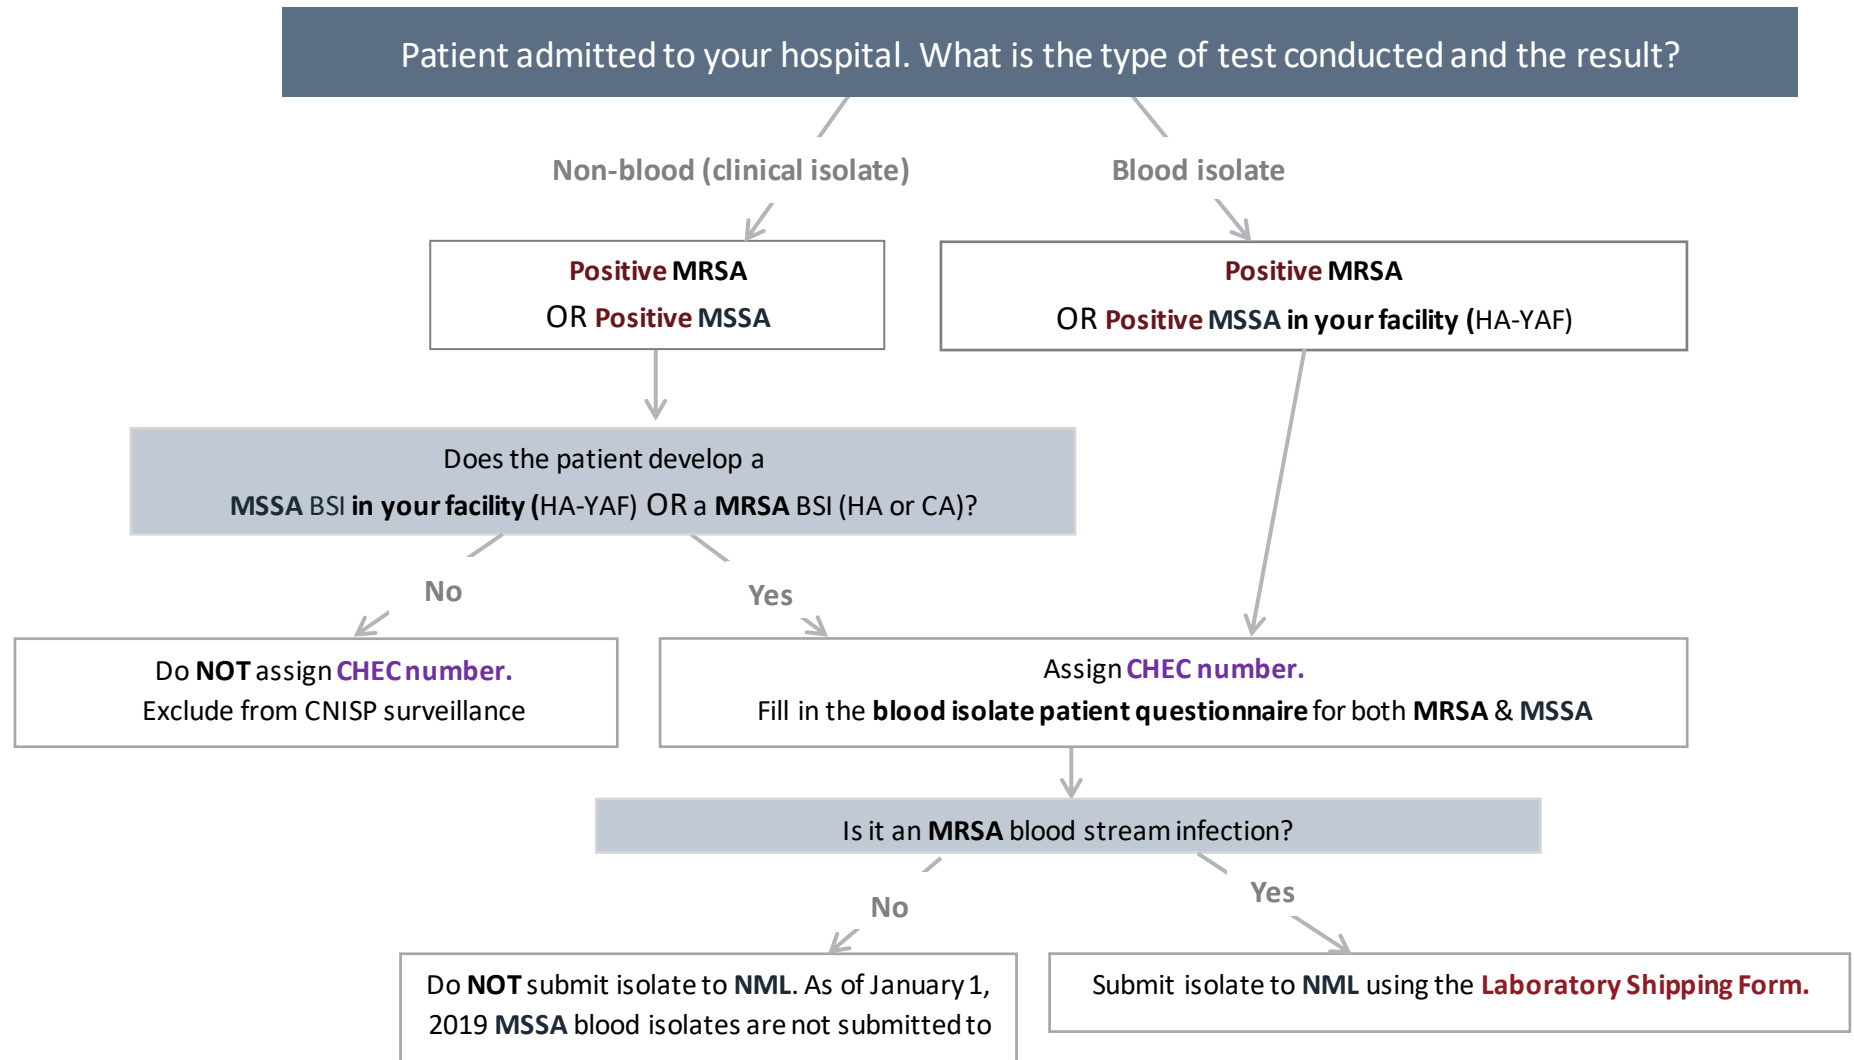 Patient admitted to your hospital. What is the type of test conducted and the result?
Non-blood (clinical isolate)
Blood isolate
Positive MRSA
OR Positive MSSA
Positive MRSA
OR Positive MSSA in your facility (HA-YAF)
Does the patient develop a
MSSA BSI in your facility (HA-YAF) OR a MRSA BSI (HA or CA)?
No
Yes
Do NOT assign CHEC number.
Exclude from CNISP surveillance
Assign CHEC number.
Fill in the blood isolate patient questionnaire for both MRSA & MSSA
Is it an MRSA blood stream infection?
No
Yes
Do NOT submit isolate to NML. As of January 1,
2019 MSSA blood isolates are not submitted to
Submit isolate to NML using the Laboratory Shipping Form.